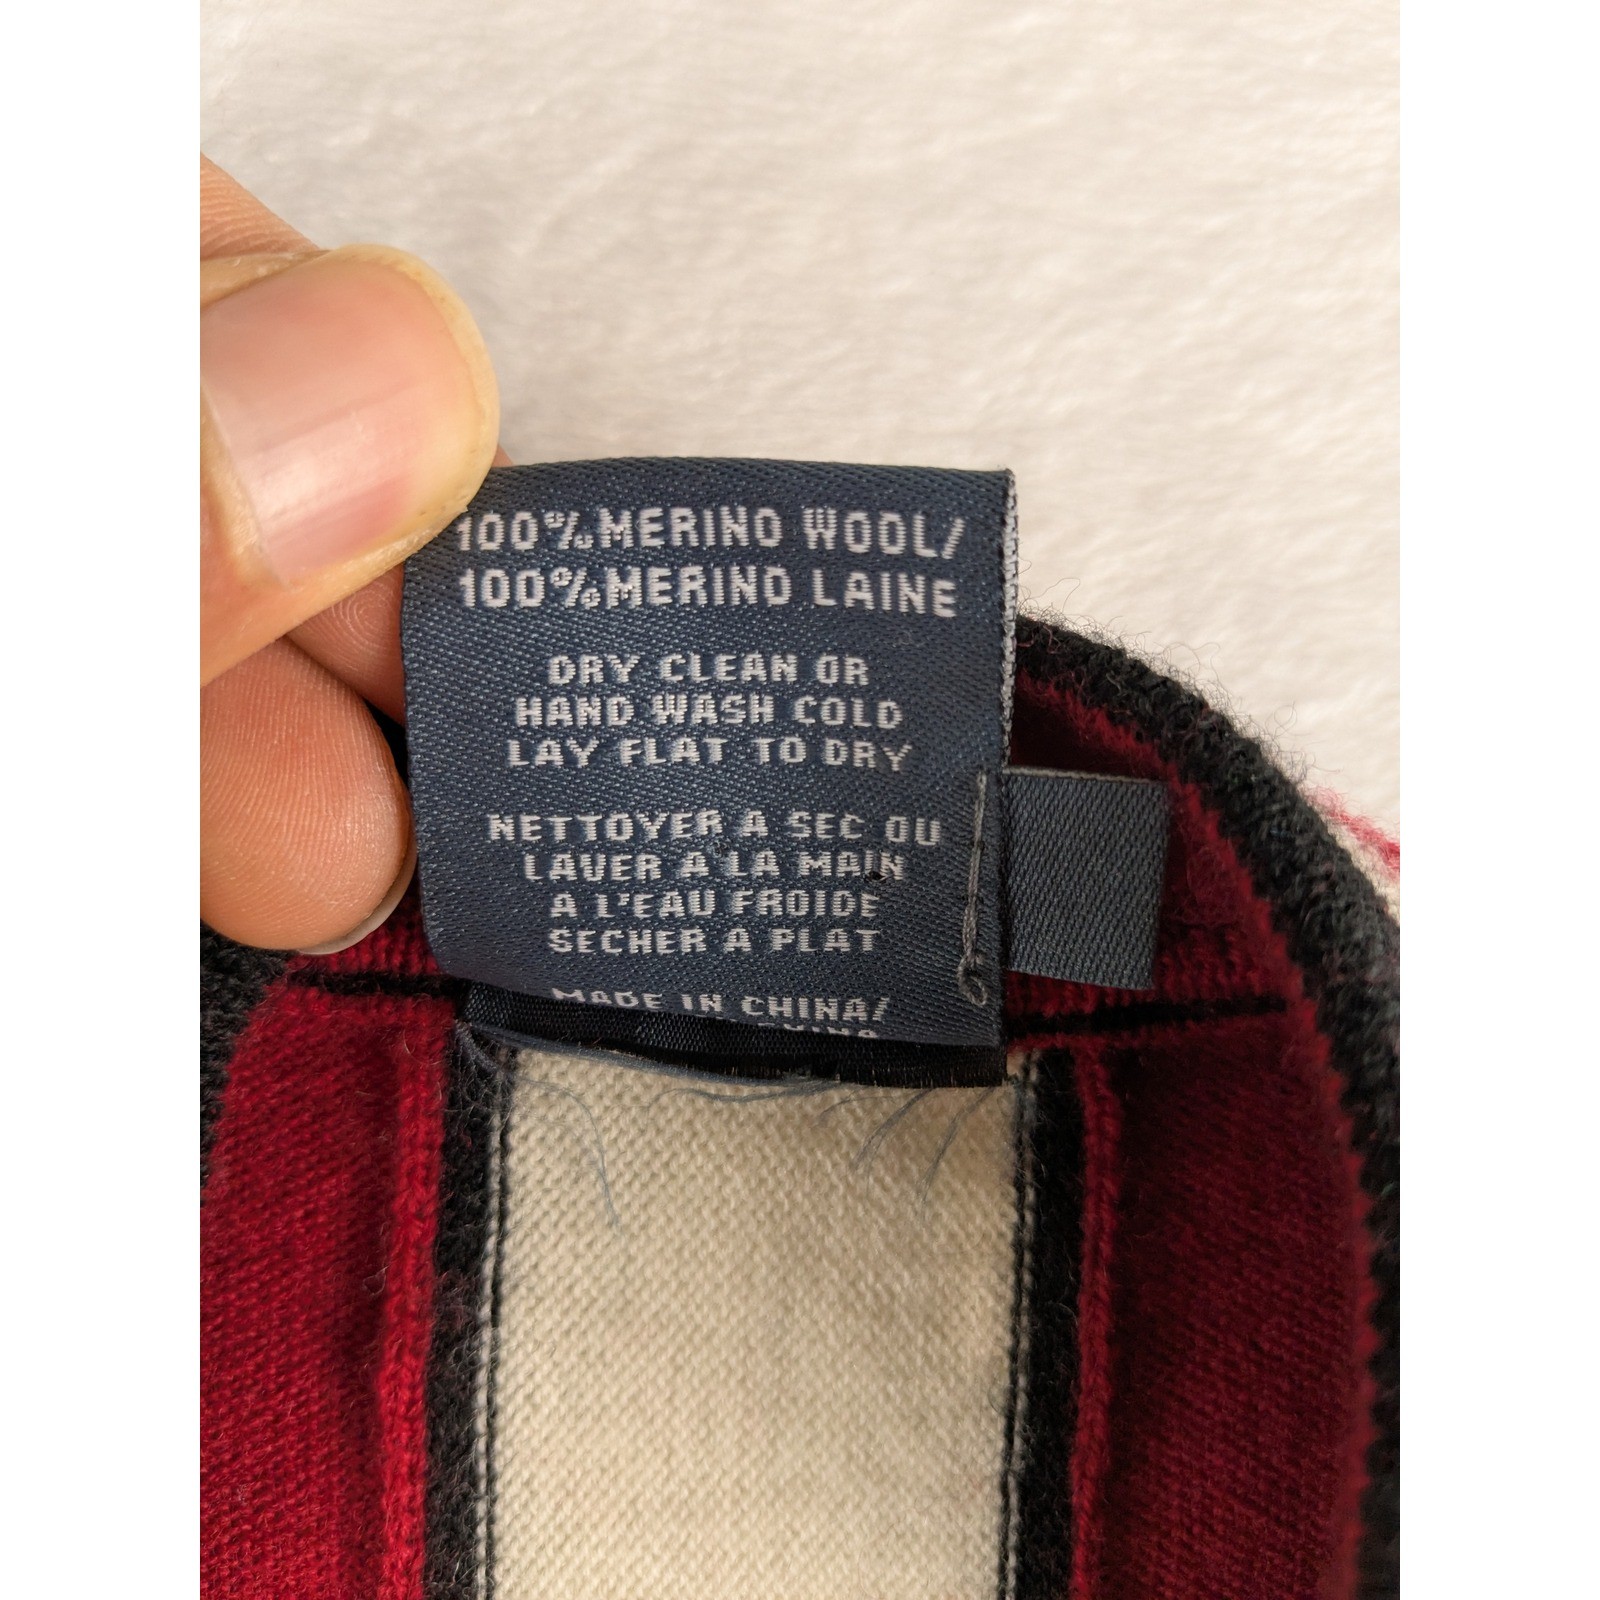 100% MERINO WOOL/
100% MERINO LAINE
DRY CLEAN OR
HAND WASH COLD
LAY FLAT TO DRY
NETTOYER A SEC OU
LAVER A LA MAIN
A L'EAU FROIDE
SECHER A PLAT
MADE IN CHINA/